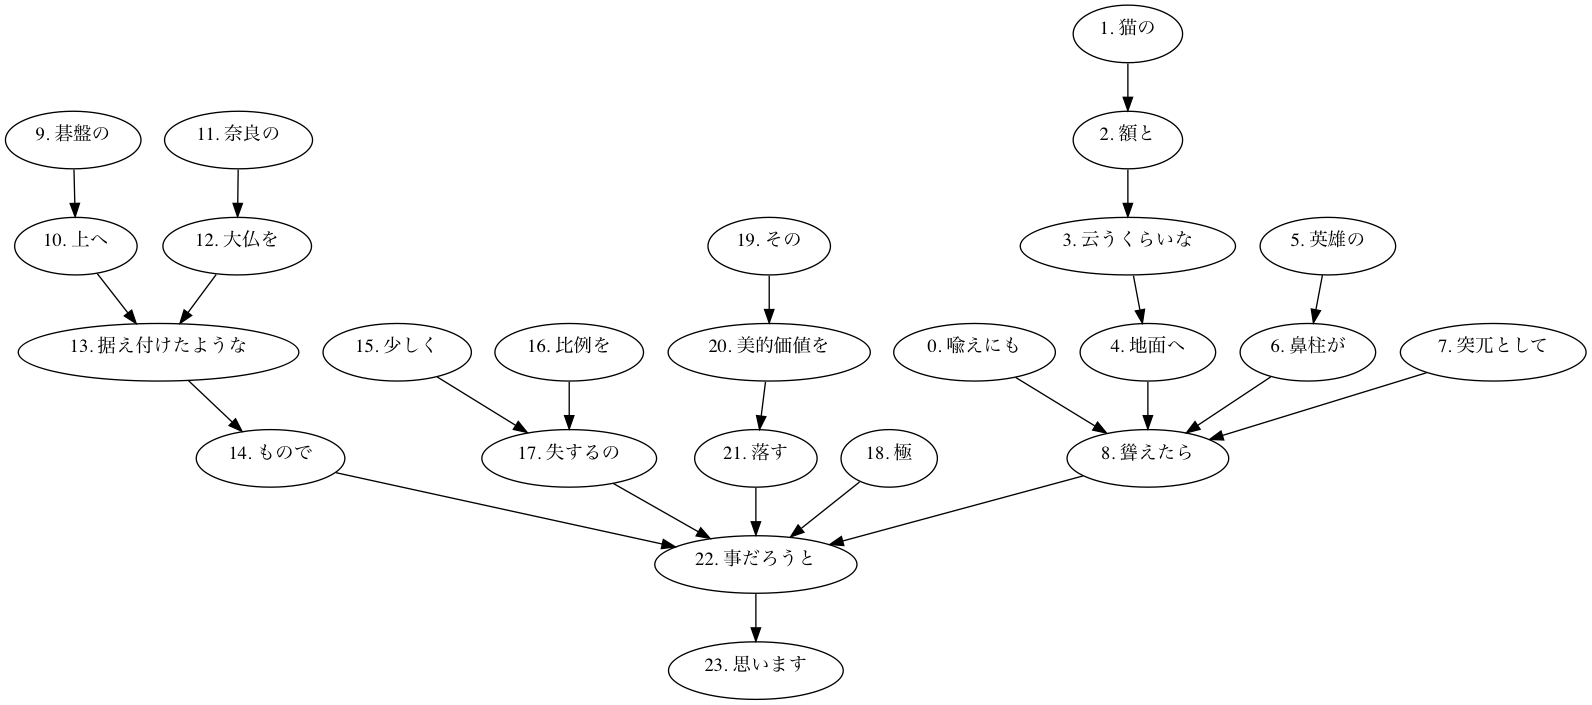 1. 猫の
9. 碁盤の
11. 奈良の
2. 額と
10. 上へ
12. 大仏を
19. その
3. 云うくらいな
5. 英雄の
13. 据え付けたような
15. 少しく
16. 比例を
20. 美的価値を
0. 喩えにも
4. 地面へ
6. 鼻柱が
7. 突兀として
14. もので
17. 失するの
21. 落す
18. 極
8. 聳えたら
22. 事だろうと
23. 思います